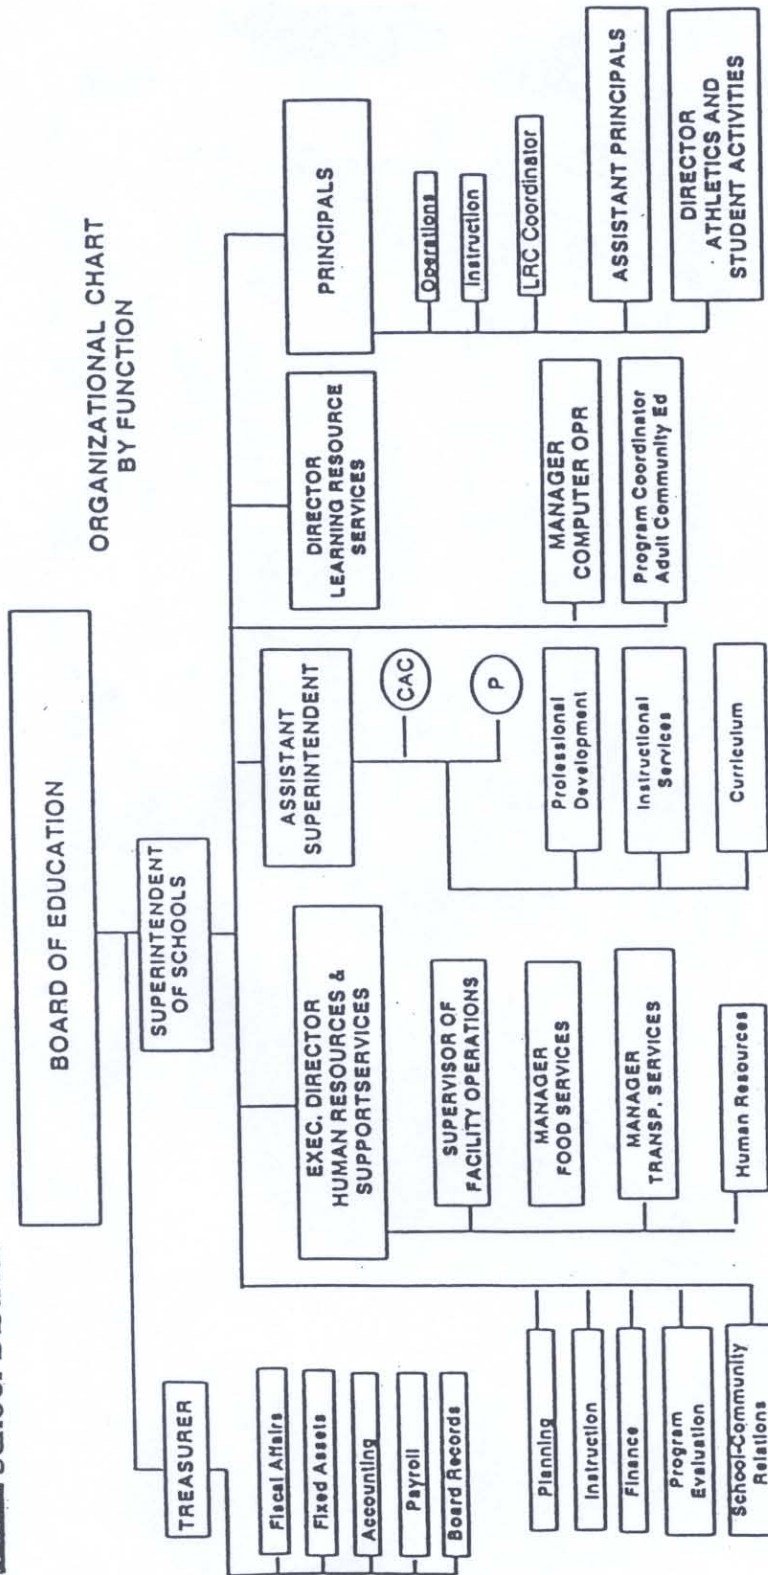 ORGANIZATIONAL CHART
BY FUNCTION
BOARD OF EDUCATION
SUPERINTENDENT
OF SCHOOLS
TREASURER
Fiscal Affairs
Fixed Assets
Accounting
Payroll
Board Records
Planning
Instruction
Finance
Program
Evaluation
School-Community
Relations
EXEC. DIRECTOR
HUMAN RESOURCES &
SUPPORTSERVICES
SUPERVISOR OF
FACILITY OPERATIONS
MANAGER
FOOD SERVICES
MANAGER
TRANSP. SERVICES
Human Resources
ASSISTANT
SUPERINTENDENT
CAC
P
Professional
Development
Instructional
Services
Curriculum
DIRECTOR
LEARNING RESOURCE
SERVICES
MANAGER
COMPUTER OPR
Program Coordinator
Adult Community Ed
PRINCIPALS
Operations
Instruction
LRC Coordinator
ASSISTANT PRINCIPALS
DIRECTOR
ATHLETICS AND
STUDENT ACTIVITIES